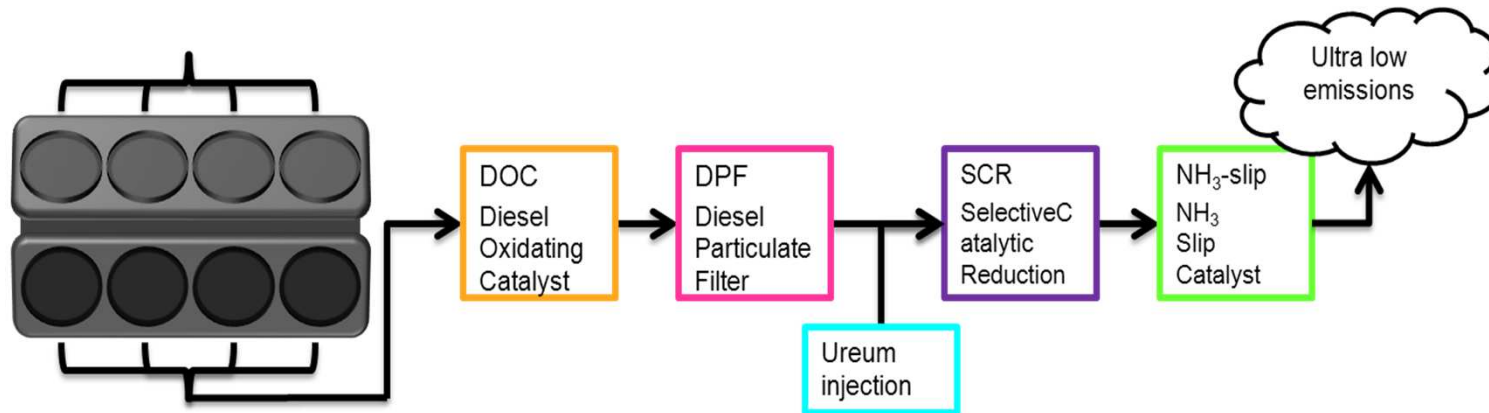 Ultra low
emissions
DOC
Diesel
Oxidating
Catalyst
DPF
Diesel
Particulate
Filter
SCR
SelectiveC
atalytic
Reduction
NH₃-slip
NH₃
Slip
Catalyst
Ureum
injection